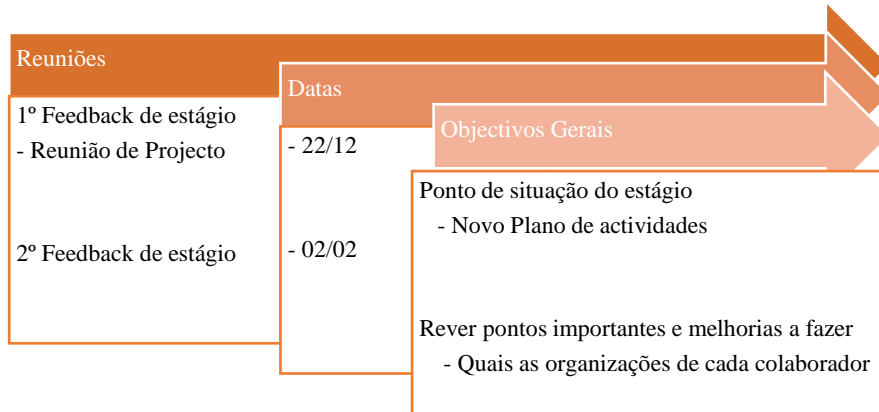 Reuniões
1º Feedback de estágio
- Reunião de Projecto
2º Feedback de estágio
Datas
- 22/12
- 02/02
Objectivos Gerais
Ponto de situação do estágio
- Novo Plano de actividades
Rever pontos importantes e melhorias a fazer
- Quais as organizações de cada colaborador